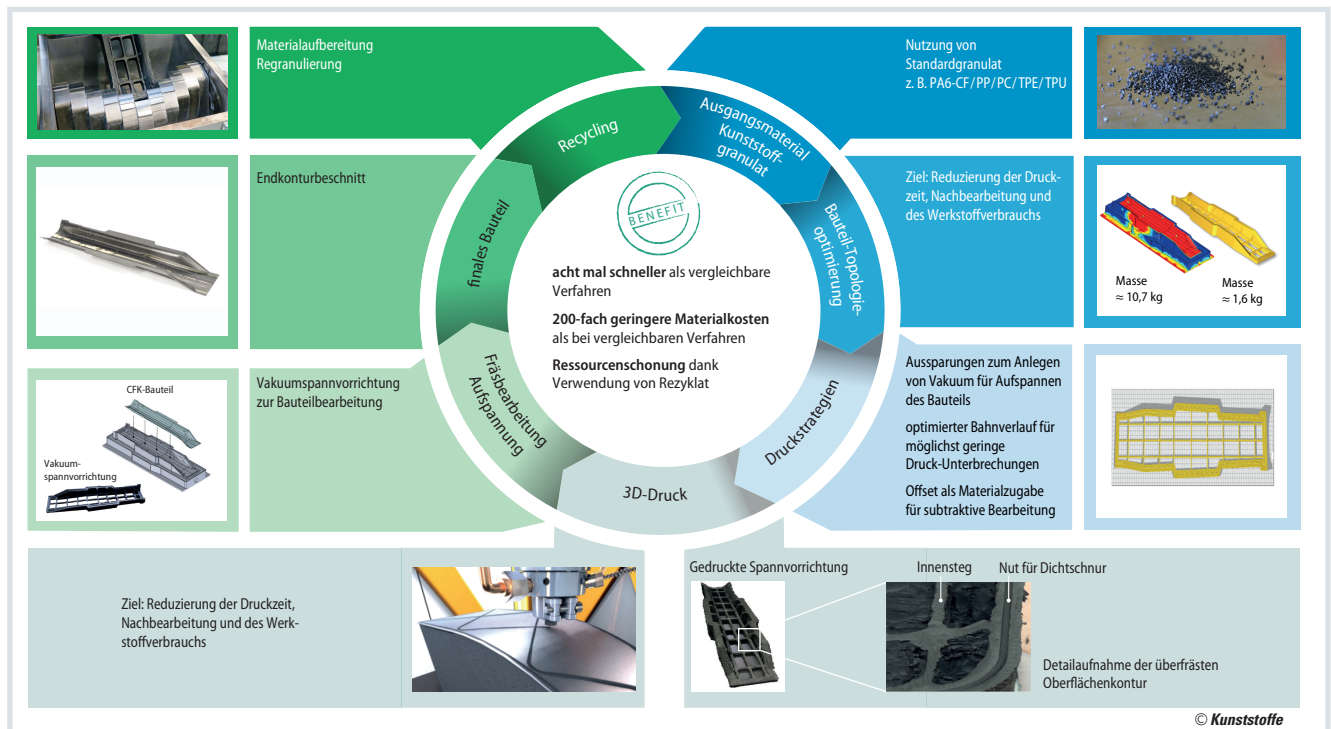 Materialaufbereitung
Regranulierung
Nutzung von
Standardgranulat
z. B. PA6-CF/PP/PC/TPE/TPU
Recycling
Ausgangsmaterial
Kunststoff-
granulat
Endkonturbeschnitt
finales Bauteil
BENEFIT
acht mal schneller als vergleichbare
Verfahren
200-fach geringere Materialkosten
als bei vergleichbaren Verfahren
Ressourcenschonung dank
Verwendung von Rezyklat
Bauteil-Topologie-
optimierung
Ziel: Reduzierung der Druck-
zeit, Nachbearbeitung und
des Werkstoffverbrauchs
Masse
≈ 10,7 kg
Masse
≈ 1,6 kg
CFK-Bauteil
Vakuum-
spannvorrichtung
Vakuumspannvorrichtung
zur Bauteilbearbeitung
Fräsbearbeitung
Aufspannung
3D-Druck
Druckstrategien
Aussparungen zum Anlegen
von Vakuum für Aufspannen
des Bauteils
optimierter Bahnverlauf für
möglichst geringe
Druck-Unterbrechungen
Offset als Materialzugabe
für subtraktive Bearbeitung
Ziel: Reduzierung der Druckzeit,
Nachbearbeitung und des Werk-
stoffverbrauchs
Gedruckte Spannvorrichtung
Innensteg
Nut für Dichtschnur
Detailaufnahme der überfrästen
Oberflächenkontur
© Kunststoffe